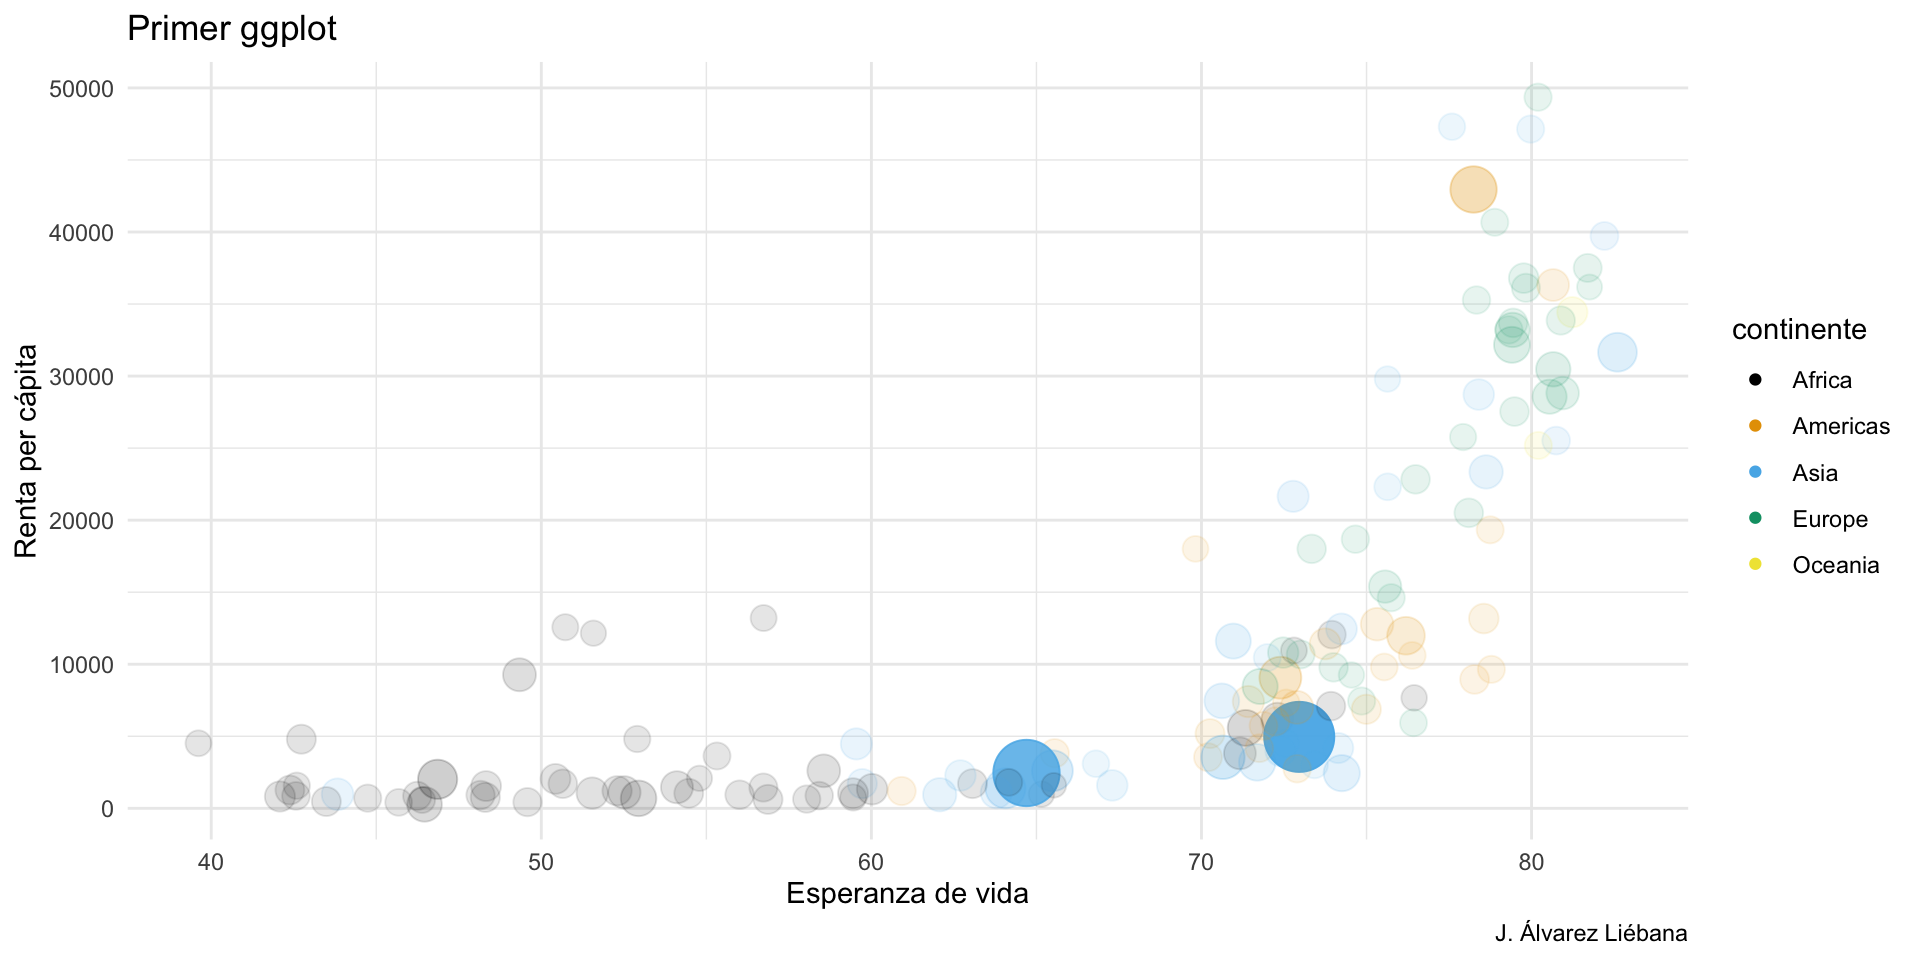 Primer ggplot
50000
40000
30000
20000
10000
0
Renta per cápita
40 50 60 70 80
Esperanza de vida
continente
Africa
Americas
Asia
Europe
Oceania
J. Álvarez Liébana